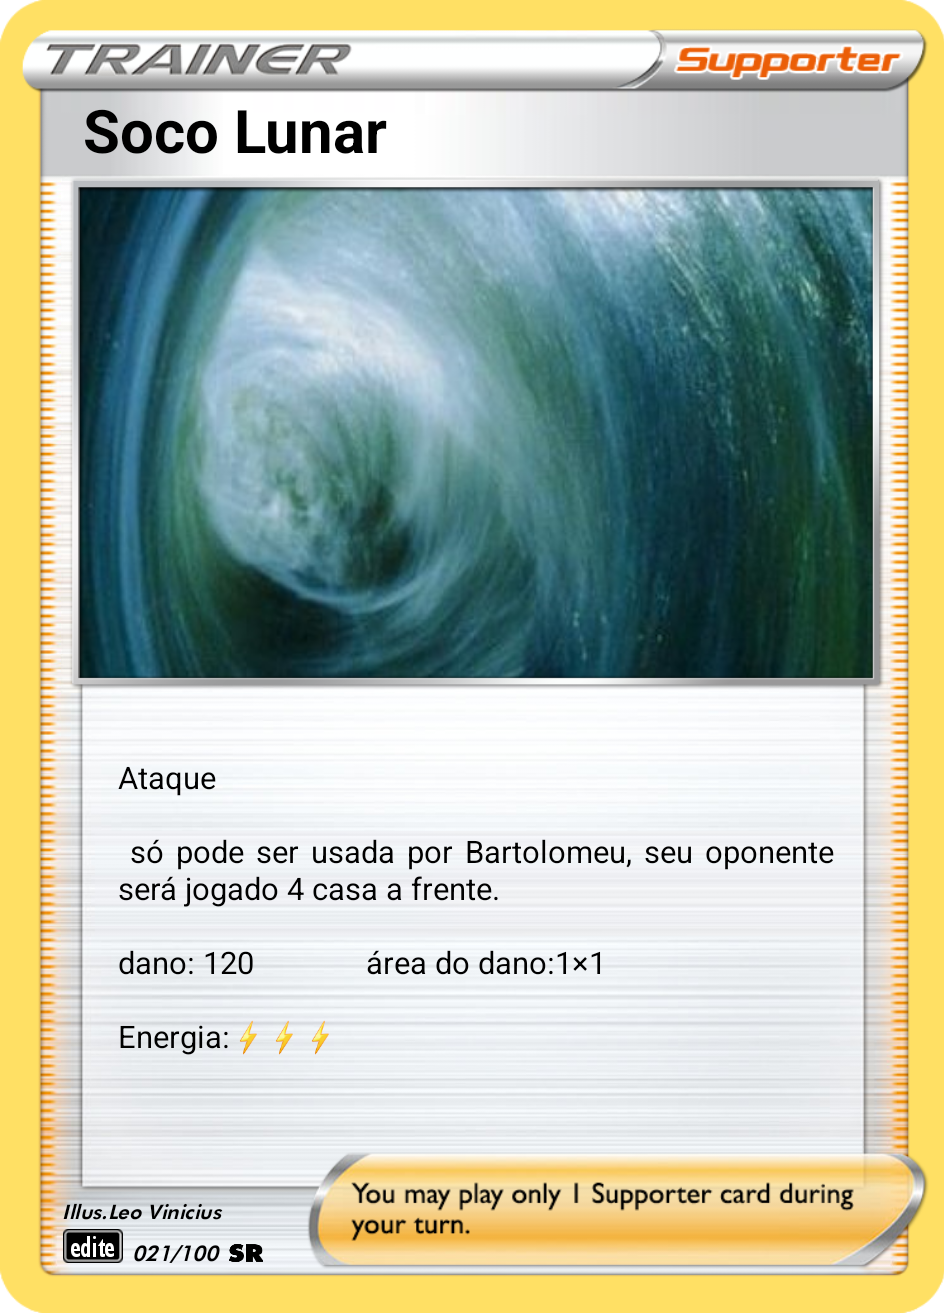 TRAINER
Supporter
Soco Lunar
Ataque
só pode ser usada por Bartolomeu, seu oponente
será jogado 4 casa a frente.
dano: 120 área do dano:1×1
Energia:⚡ ⚡ ⚡
You may play only 1 Supporter card during
your turn.
Illus.Leo Vinicius
edite 021/100 SR